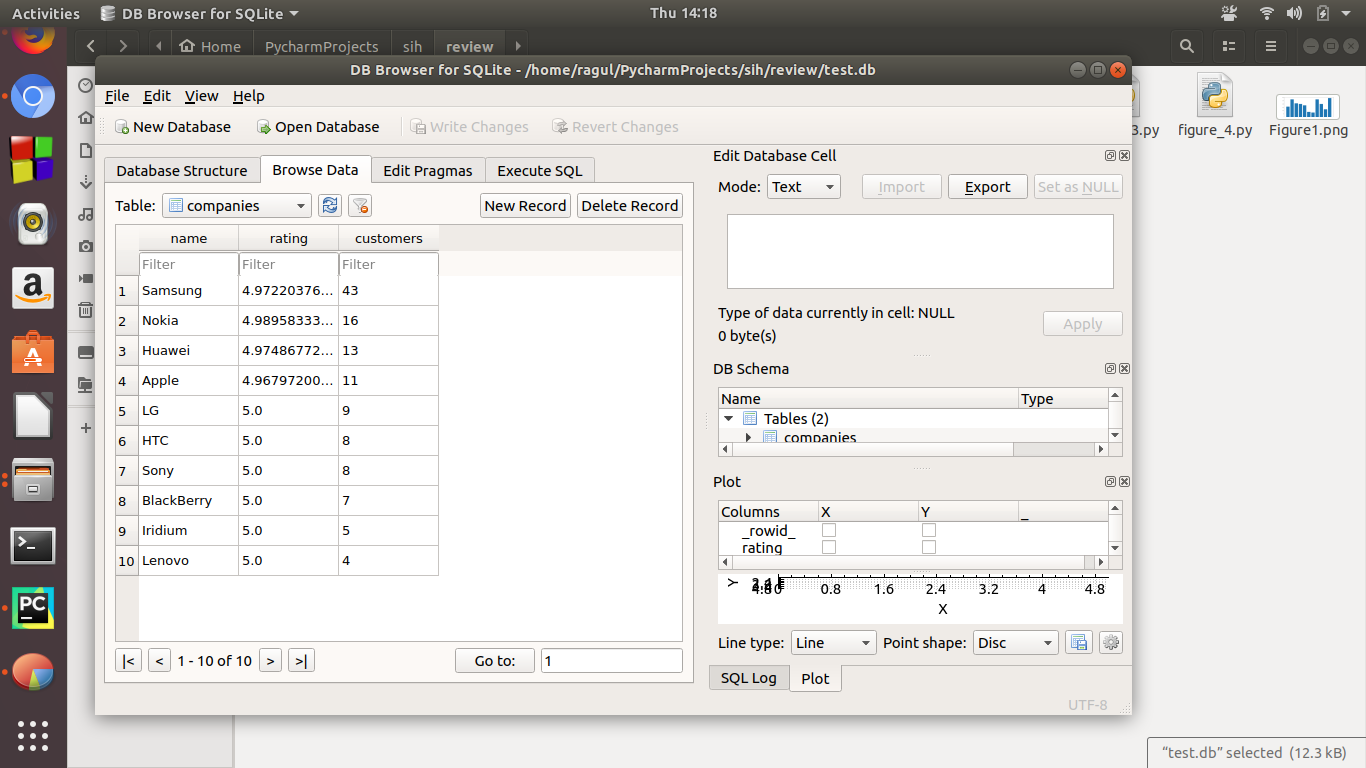 Activities DB Browser for SQLite Thu 14:18
Home PycharmProjects sih review
DB Browser for SQLite - /home/ragul/PycharmProjects/sih/review/test.db
File Edit View Help
New Database Open Database Write Changes Revert Changes
Database Structure Browse Data Edit Pragmas Execute SQL
Table: companies New Record Delete Record
name rating customers
Filter Filter Filter
1 Samsung 4.97220376... 43
2 Nokia 4.98958333... 16
3 Huawei 4.97486772... 13
4 Apple 4.96797200... 11
5 LG 5.0 9
6 HTC 5.0 8
7 Sony 5.0 8
8 BlackBerry 5.0 7
9 Iridium 5.0 5
10 Lenovo 5.0 4
|< < 1 - 10 of 10 > >| Go to: 1
Edit Database Cell
Mode: Text Import Export Set as NULL
Type of data currently in cell: NULL
0 byte(s)
Apply
DB Schema
Name Type
Tables (2)
companies
Plot
Columns X Y _
_rowid_
rating
Y
0 0.8 1.6 2.4 3.2 4 4.8
X
Line type: Line Point shape: Disc
SQL Log Plot
UTF-8
3.py figure_4.py Figure1.png
"test.db" selected (12.3 kB)
a
A
PC
>_